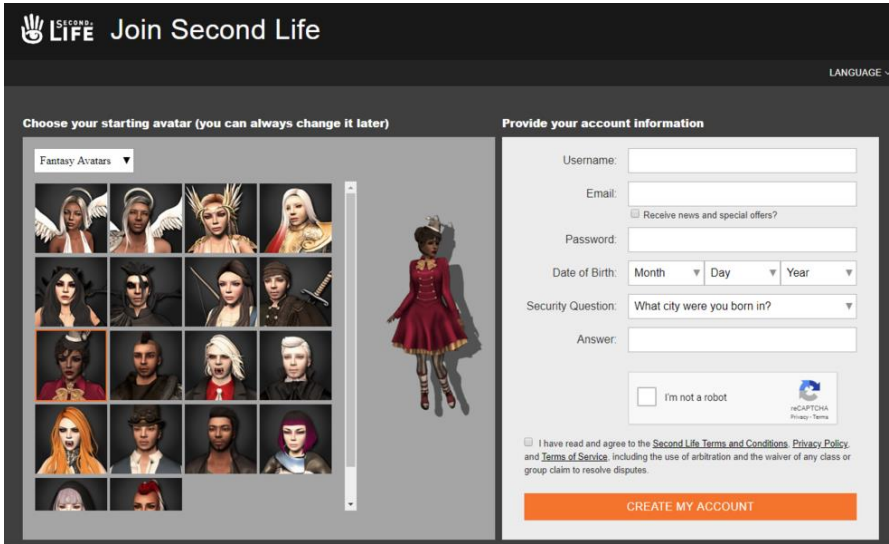 SECOND LIFE Join Second Life
LANGUAGE
Choose your starting avatar (you can always change it later)
Fantasy Avatars
Provide your account information
Username:
Email:
Receive news and special offers?
Password:
Date of Birth: Month Day Year
Security Question: What city were you born in?
Answer:
I'm not a robot
reCAPTCHA
Privacy - Terms
I have read and agree to the Second Life Terms and Conditions, Privacy Policy,
and Terms of Service, including the use of arbitration and the waiver of any class or
group claim to resolve disputes.
CREATE MY ACCOUNT